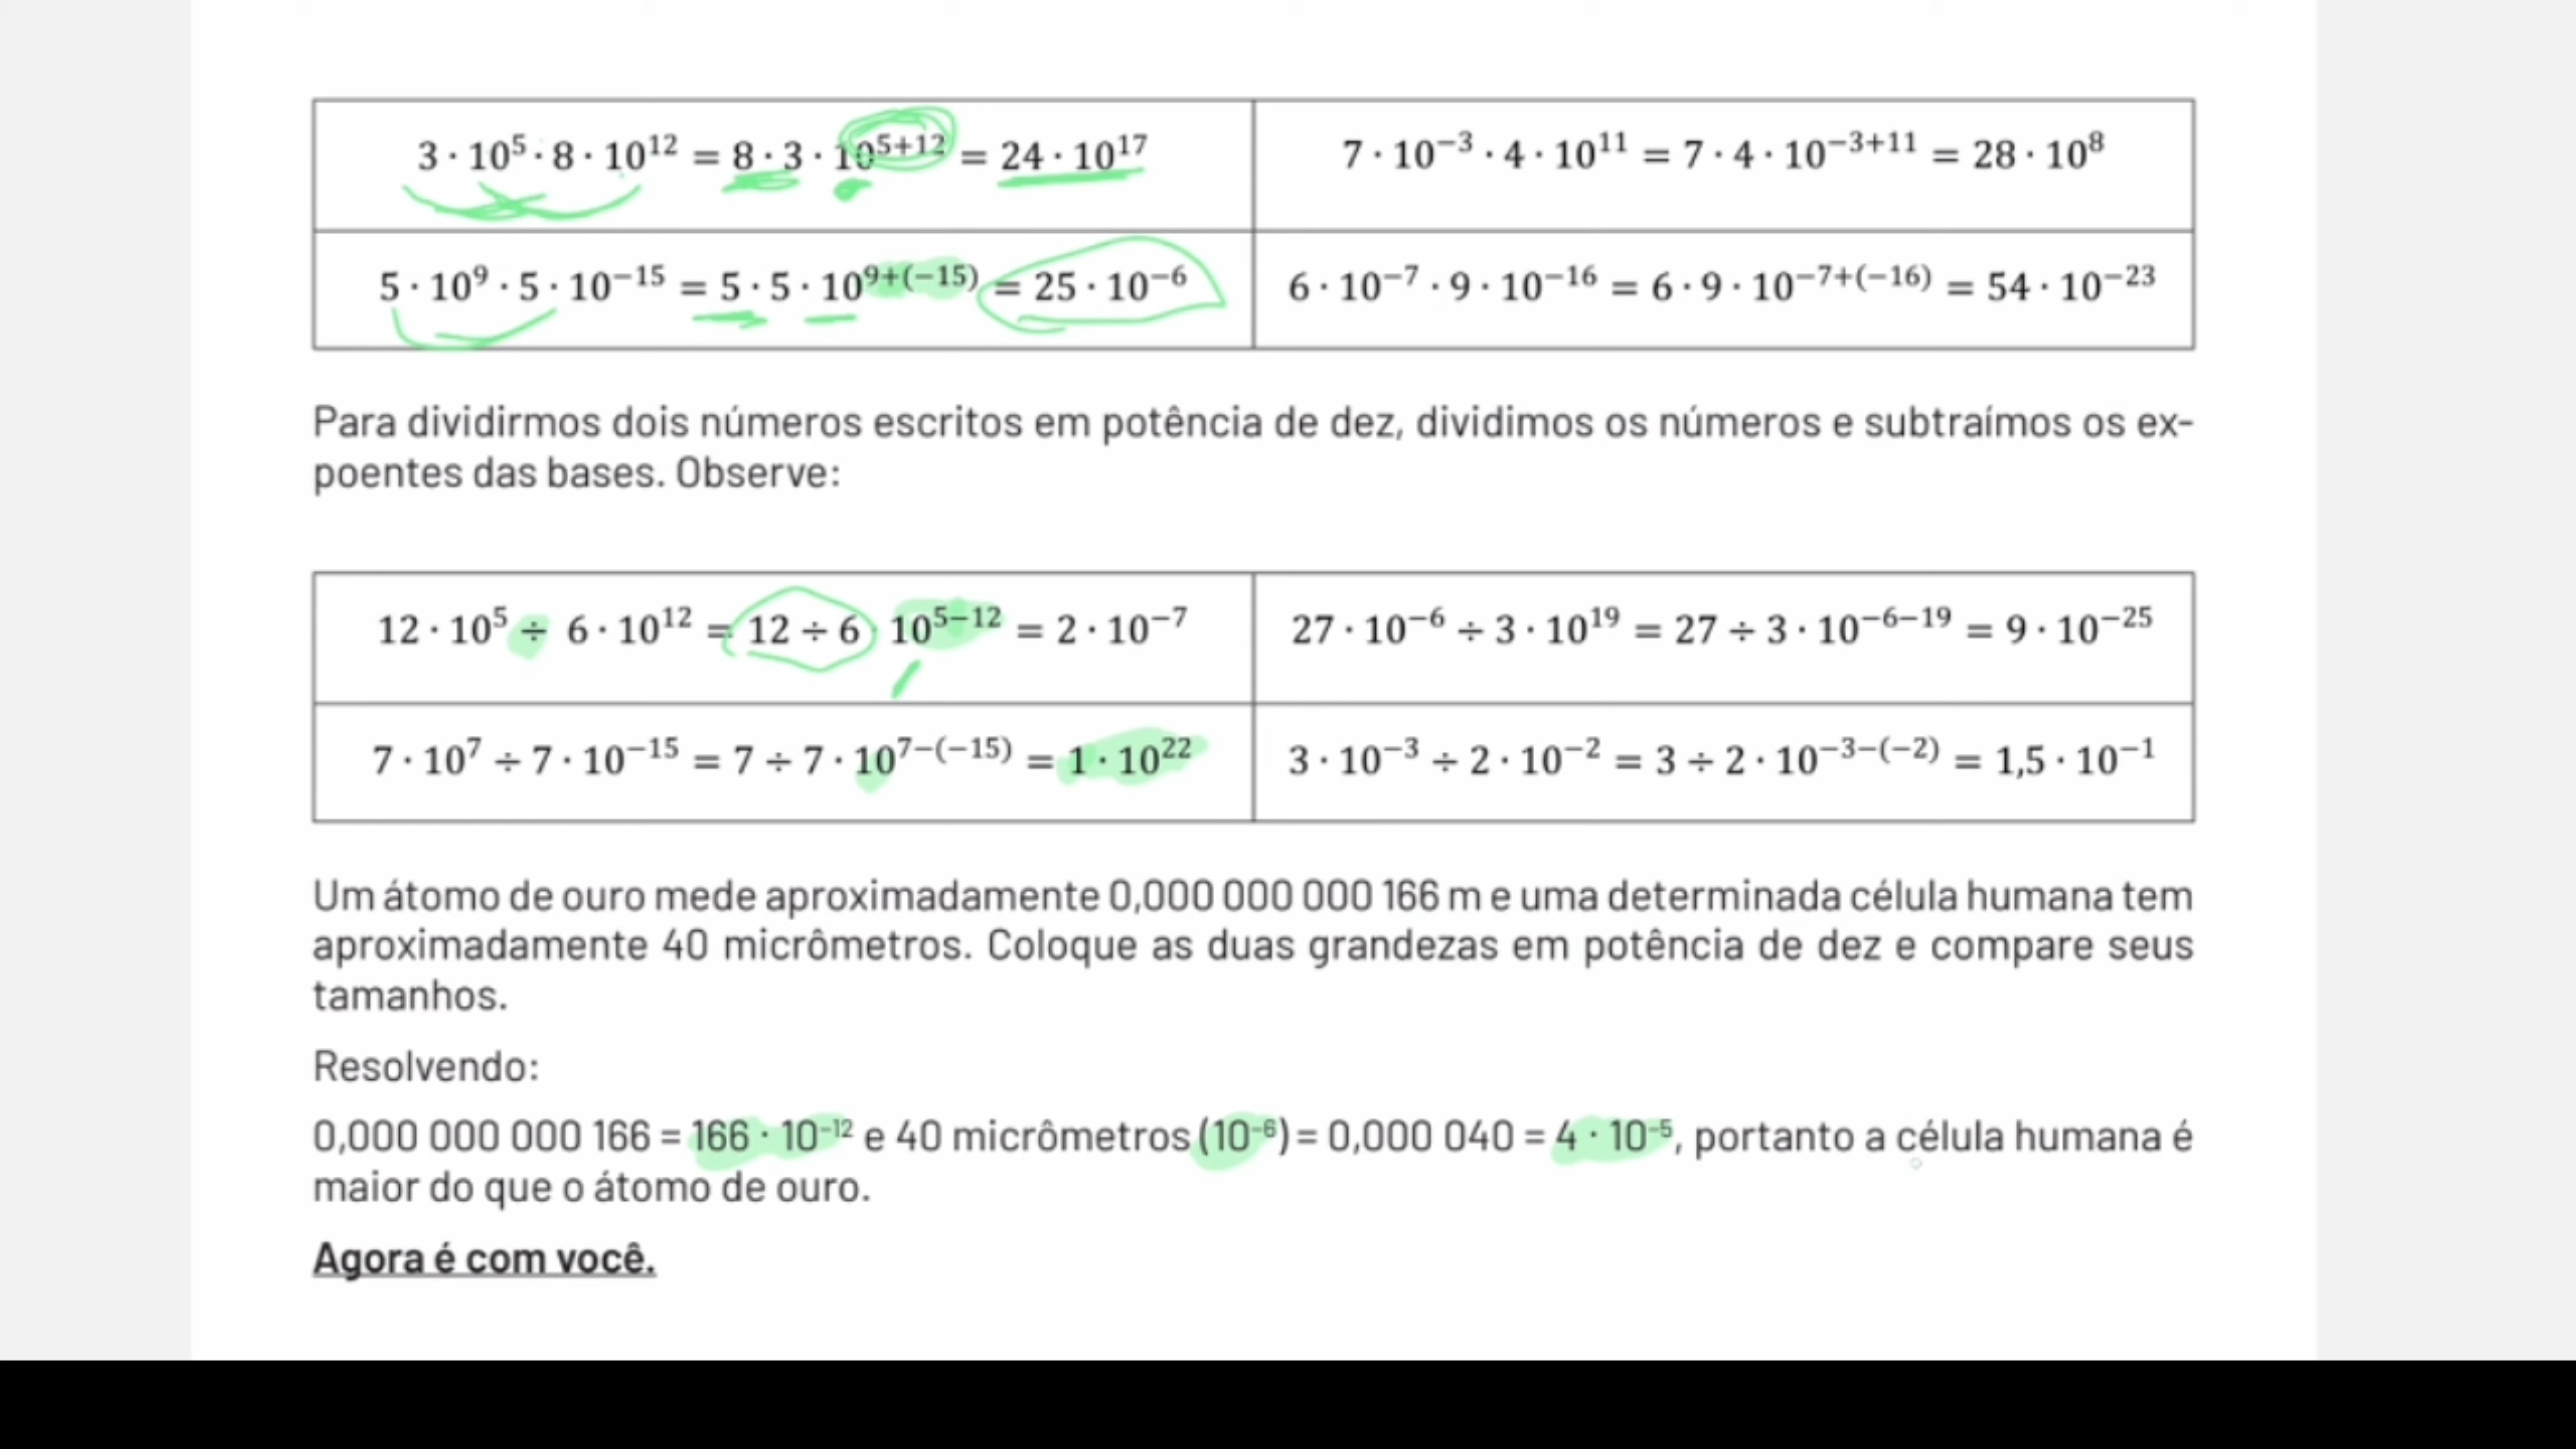 3 · 10⁵ · 8 · 10¹² = 8 · 3 · 10⁵⁺¹² = 24 · 10¹⁷
7 · 10⁻³ · 4 · 10¹¹ = 7 · 4 · 10⁻³⁺¹¹ = 28 · 10⁸
5 · 10⁹ · 5 · 10⁻¹⁵ = 5 · 5 · 10⁹⁺⁽⁻¹⁵⁾ = 25 · 10⁻⁶
6 · 10⁻⁷ · 9 · 10⁻¹⁶ = 6 · 9 · 10⁻⁷⁺⁽⁻¹⁶⁾ = 54 · 10⁻²³
Para dividirmos dois números escritos em potência de dez, dividimos os números e subtraímos os ex-
poentes das bases. Observe:
12 · 10⁵ ÷ 6 · 10¹² = 12 ÷ 6 · 10⁵⁻¹² = 2 · 10⁻⁷
27 · 10⁻⁶ ÷ 3 · 10¹⁹ = 27 ÷ 3 · 10⁻⁶⁻¹⁹ = 9 · 10⁻²⁵
7 · 10⁷ ÷ 7 · 10⁻¹⁵ = 7 ÷ 7 · 10⁷⁻⁽⁻¹⁵⁾ = 1 · 10²²
3 · 10⁻³ ÷ 2 · 10⁻² = 3 ÷ 2 · 10⁻³⁻⁽⁻²⁾ = 1,5 · 10⁻¹
Um átomo de ouro mede aproximadamente 0,000 000 000 166 m e uma determinada célula humana tem
aproximadamente 40 micrômetros. Coloque as duas grandezas em potência de dez e compare seus
tamanhos.
Resolvendo:
0,000 000 000 166 = 166 · 10⁻¹² e 40 micrômetros (10⁻⁶) = 0,000 040 = 4 · 10⁻⁵, portanto a célula humana é
maior do que o átomo de ouro.
Agora é com você.